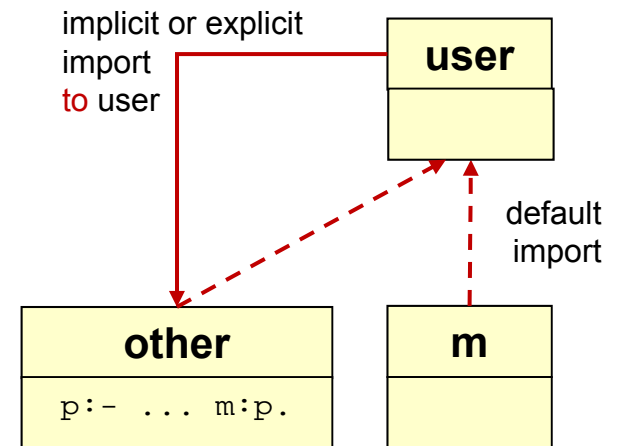 implicit or explicit
import
to user
user
default
import
other
m
p:- ... m:p.